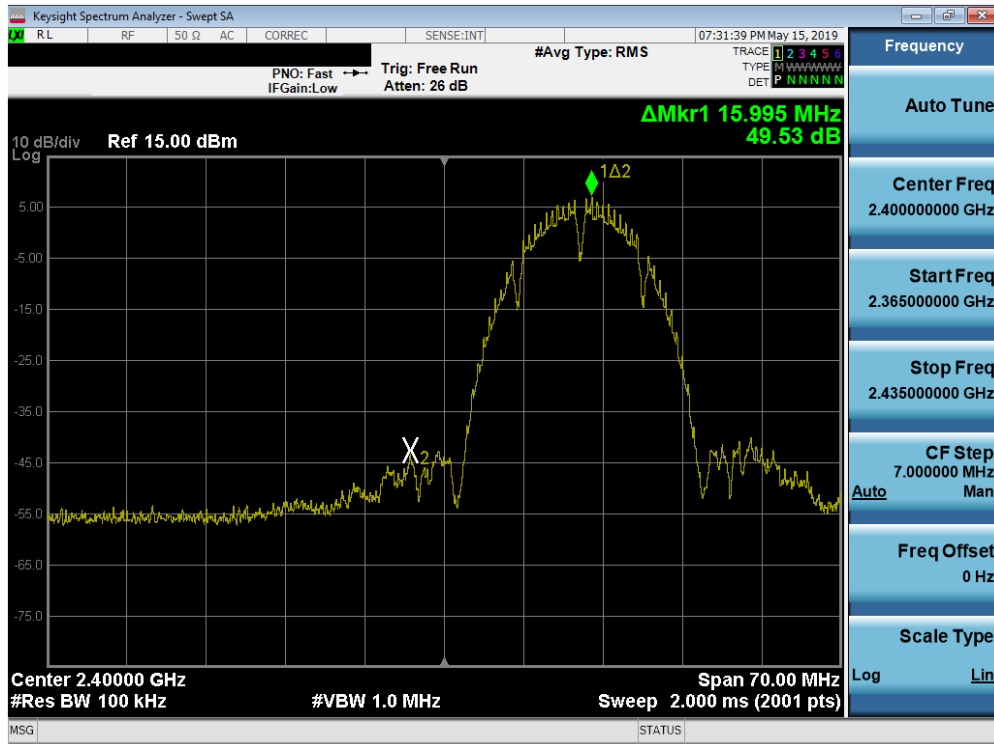 Keysight Spectrum Analyzer - Swept SA
LXI RL RF 50 Ω AC CORREC SENSE:INT 07:31:39 PM May 15, 2019
PNO: Fast
IFGain:Low
Trig: Free Run
Atten: 26 dB
#Avg Type: RMS
TRACE 1 2 3 4 5 6
TYPE M WWWWW
DET P N N N N N
ΔMkr1 15.995 MHz
49.53 dB
10 dB/div
Log
Ref 15.00 dBm
1Δ2
5.00
-5.00
-15.0
-25.0
-35.0
-45.0
X2
-55.0
-65.0
-75.0
Center 2.40000 GHz
#Res BW 100 kHz
#VBW 1.0 MHz
Span 70.00 MHz
Sweep 2.000 ms (2001 pts)
MSG
STATUS
Frequency
Auto Tune
Center Freq
2.400000000 GHz
Start Freq
2.365000000 GHz
Stop Freq
2.435000000 GHz
CF Step
7.000000 MHz
Auto Man
Freq Offset
0 Hz
Scale Type
Log Lin